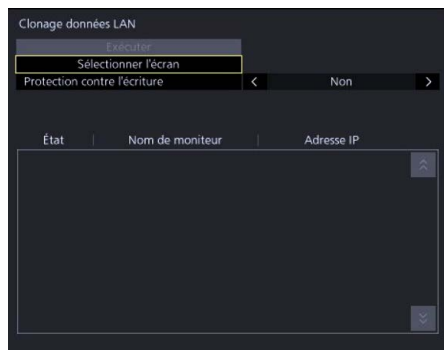 Clonage données LAN
Exécuter
Sélectionner l'écran
Protection contre l'écriture < Non >
État | Nom de moniteur | Adresse IP